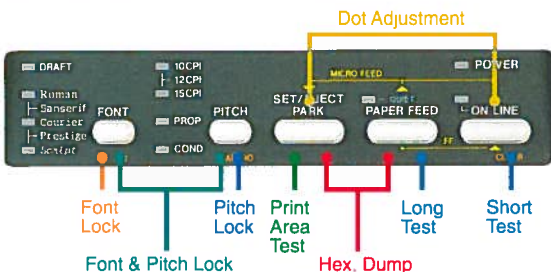 Dot Adjustment
DRAFT
Roman
Sanserif
Courier
Prestige
Script
FONT
10CPI
12CPI
15CPI
PROP
COND
PITCH
MICRO FEED
SET/EJECT
PARK
QUIET
PAPER FEED
FF
POWER
ON LINE
Font
Lock
Pitch
Lock
Print
Area
Test
Long
Test
Short
Test
Font & Pitch Lock
Hex. Dump